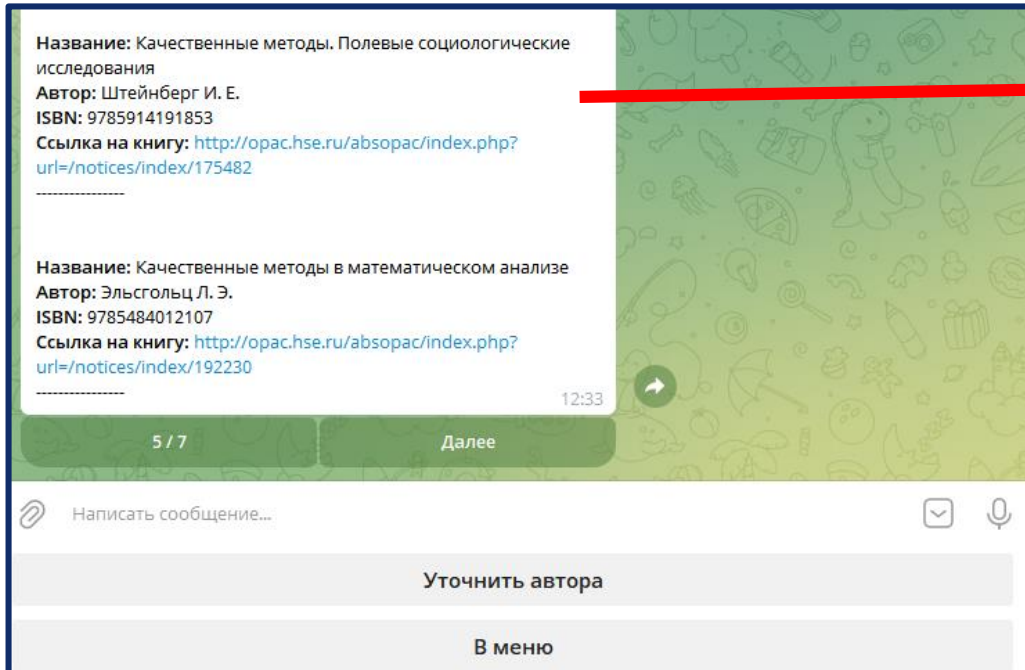 Название: Качественные методы. Полевые социологические
исследования
Автор: Штейнберг И. Е.
ISBN: 9785914191853
Ссылка на книгу: http://opac.hse.ru/absopac/index.php?
url=/notices/index/175482
----------------
Название: Качественные методы в математическом анализе
Автор: Эльсгольц Л. Э.
ISBN: 9785484012107
Ссылка на книгу: http://opac.hse.ru/absopac/index.php?
url=/notices/index/192230
----------------
12:33
5 / 7 Далее
Написать сообщение...
Уточнить автора
В меню